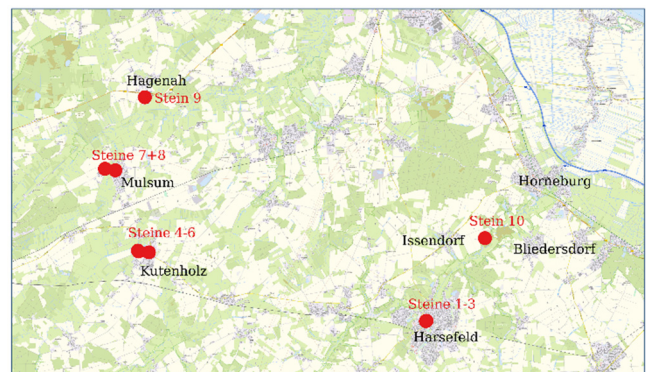 Hagenah
Stein 9
Steine 7+8
Mulsum
Horneburg
Steine 4-6
Stein 10
Issendorf
Bliedersdorf
Kutenholz
Steine 1-3
Harsefeld